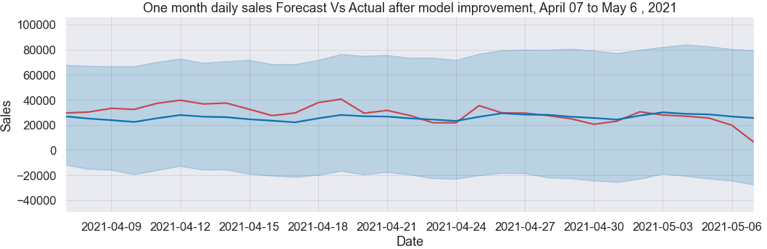 One month daily sales Forecast Vs Actual after model improvement, April 07 to May 6 , 2021
Sales
100000
80000
60000
40000
20000
0
−20000
−40000
2021-04-09 2021-04-12 2021-04-15 2021-04-18 2021-04-21 2021-04-24 2021-04-27 2021-04-30 2021-05-03 2021-05-06
Date